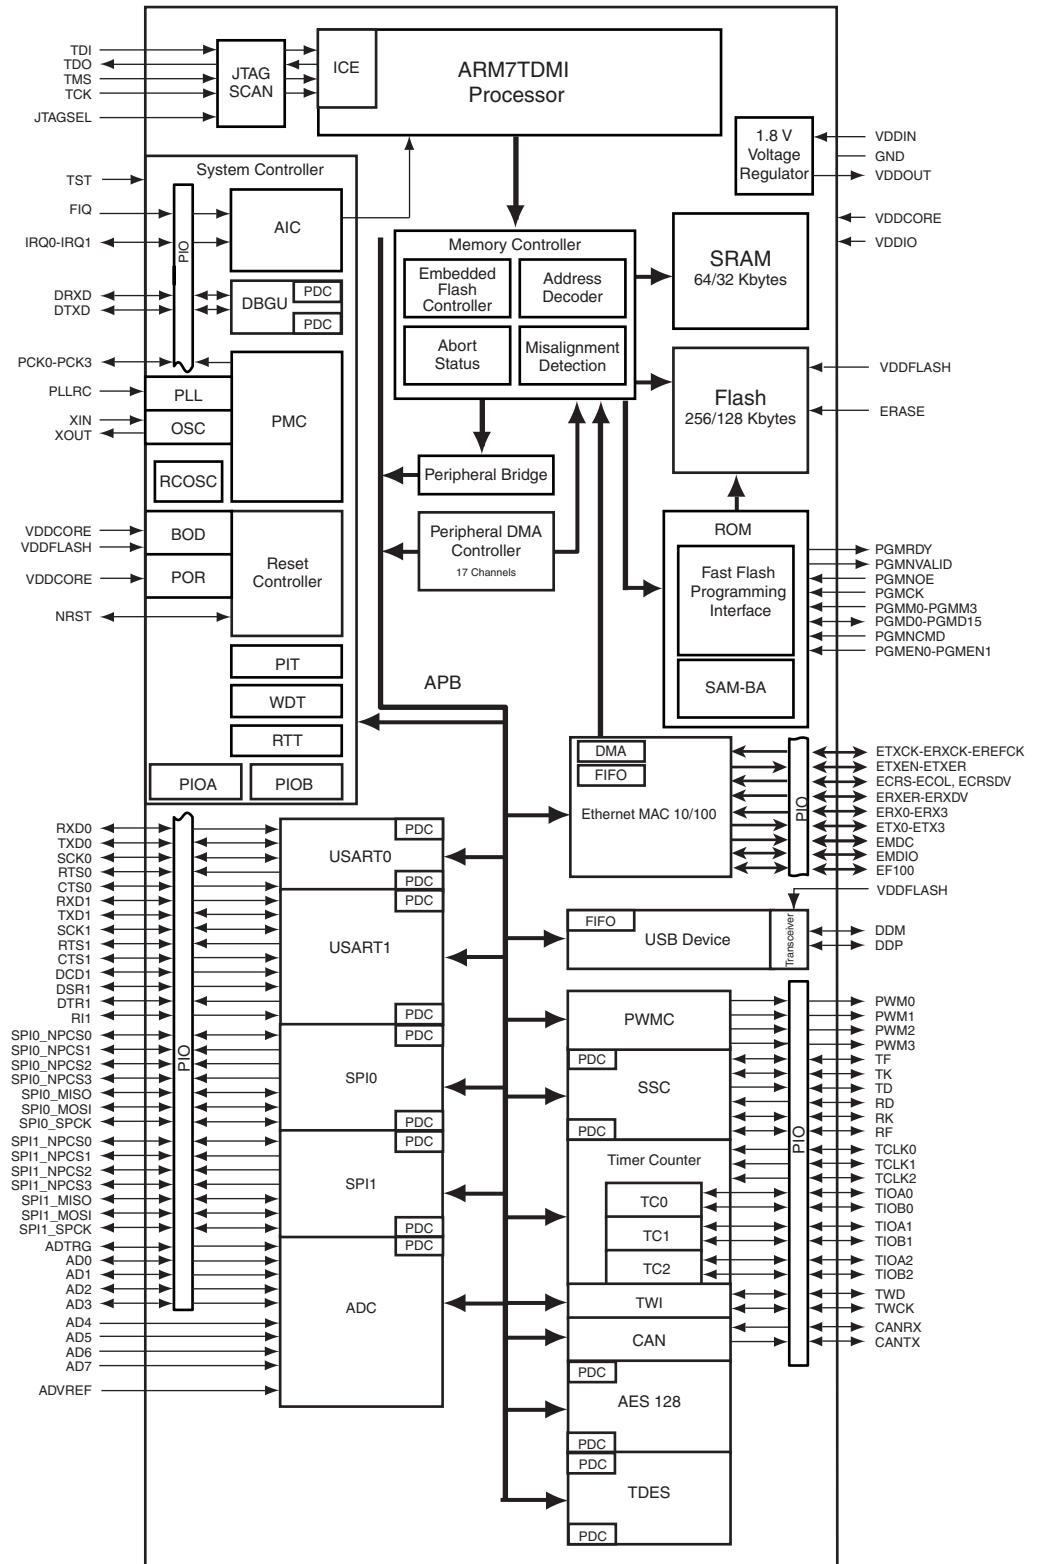 TDI
TDO
TMS
TCK
JTAGSEL
JTAG
SCAN
ICE
ARM7TDMI
Processor
1.8 V
Voltage
Regulator
VDDIN
GND
VDDOUT
VDDCORE
VDDIO
System Controller
TST
FIQ
IRQ0-IRQ1
PIO
AIC
DRXD
DTXD
DBGU
PDC
PDC
PCK0-PCK3
PLLRC
PLL
XIN
XOUT
OSC
RCOSC
PMC
VDDCORE
VDDFLASH
BOD
VDDCORE
POR
Reset
Controller
NRST
PIT
WDT
RTT
PIOA
PIOB
Memory Controller
Embedded
Flash
Controller
Address
Decoder
Abort
Status
Misalignment
Detection
SRAM
64/32 Kbytes
Flash
256/128 Kbytes
VDDFLASH
ERASE
Peripheral Bridge
Peripheral DMA
Controller
17 Channels
ROM
Fast Flash
Programming
Interface
SAM-BA
PGMRDY
PGMNVALID
PGMNOE
PGMCK
PGMM0-PGMM3
PGMD0-PGMD15
PGMNCMD
PGMEN0-PGMEN1
APB
DMA
FIFO
Ethernet MAC 10/100
PIO
ETXCK-ERXCK-EREFCK
ETXEN-ETXER
ECRS-ECOL, ECRSDV
ERXER-ERXDV
ERX0-ERX3
ETX0-ETX3
EMDC
EMDIO
EF100
VDDFLASH
FIFO
USB Device
Transceiver
DDM
DDP
RXD0
TXD0
SCK0
RTS0
CTS0
RXD1
TXD1
SCK1
RTS1
CTS1
DCD1
DSR1
DTR1
RI1
SPI0_NPCS0
SPI0_NPCS1
SPI0_NPCS2
SPI0_NPCS3
SPI0_MISO
SPI0_MOSI
SPI0_SPCK
SPI1_NPCS0
SPI1_NPCS1
SPI1_NPCS2
SPI1_NPCS3
SPI1_MISO
SPI1_MOSI
SPI1_SPCK
ADTRG
AD0
AD1
AD2
AD3
AD4
AD5
AD6
AD7
ADVREF
PIO
PDC
USART0
PDC
PDC
USART1
PDC
PDC
SPI0
PDC
PDC
SPI1
PDC
PDC
ADC
PWMC
PDC
SSC
PDC
Timer Counter
TC0
TC1
TC2
TWI
CAN
PDC
AES 128
PDC
PDC
TDES
PDC
PIO
PWM0
PWM1
PWM2
PWM3
TF
TK
TD
RD
RK
RF
TCLK0
TCLK1
TCLK2
TIOA0
TIOB0
TIOA1
TIOB1
TIOA2
TIOB2
TWD
TWCK
CANRX
CANTX